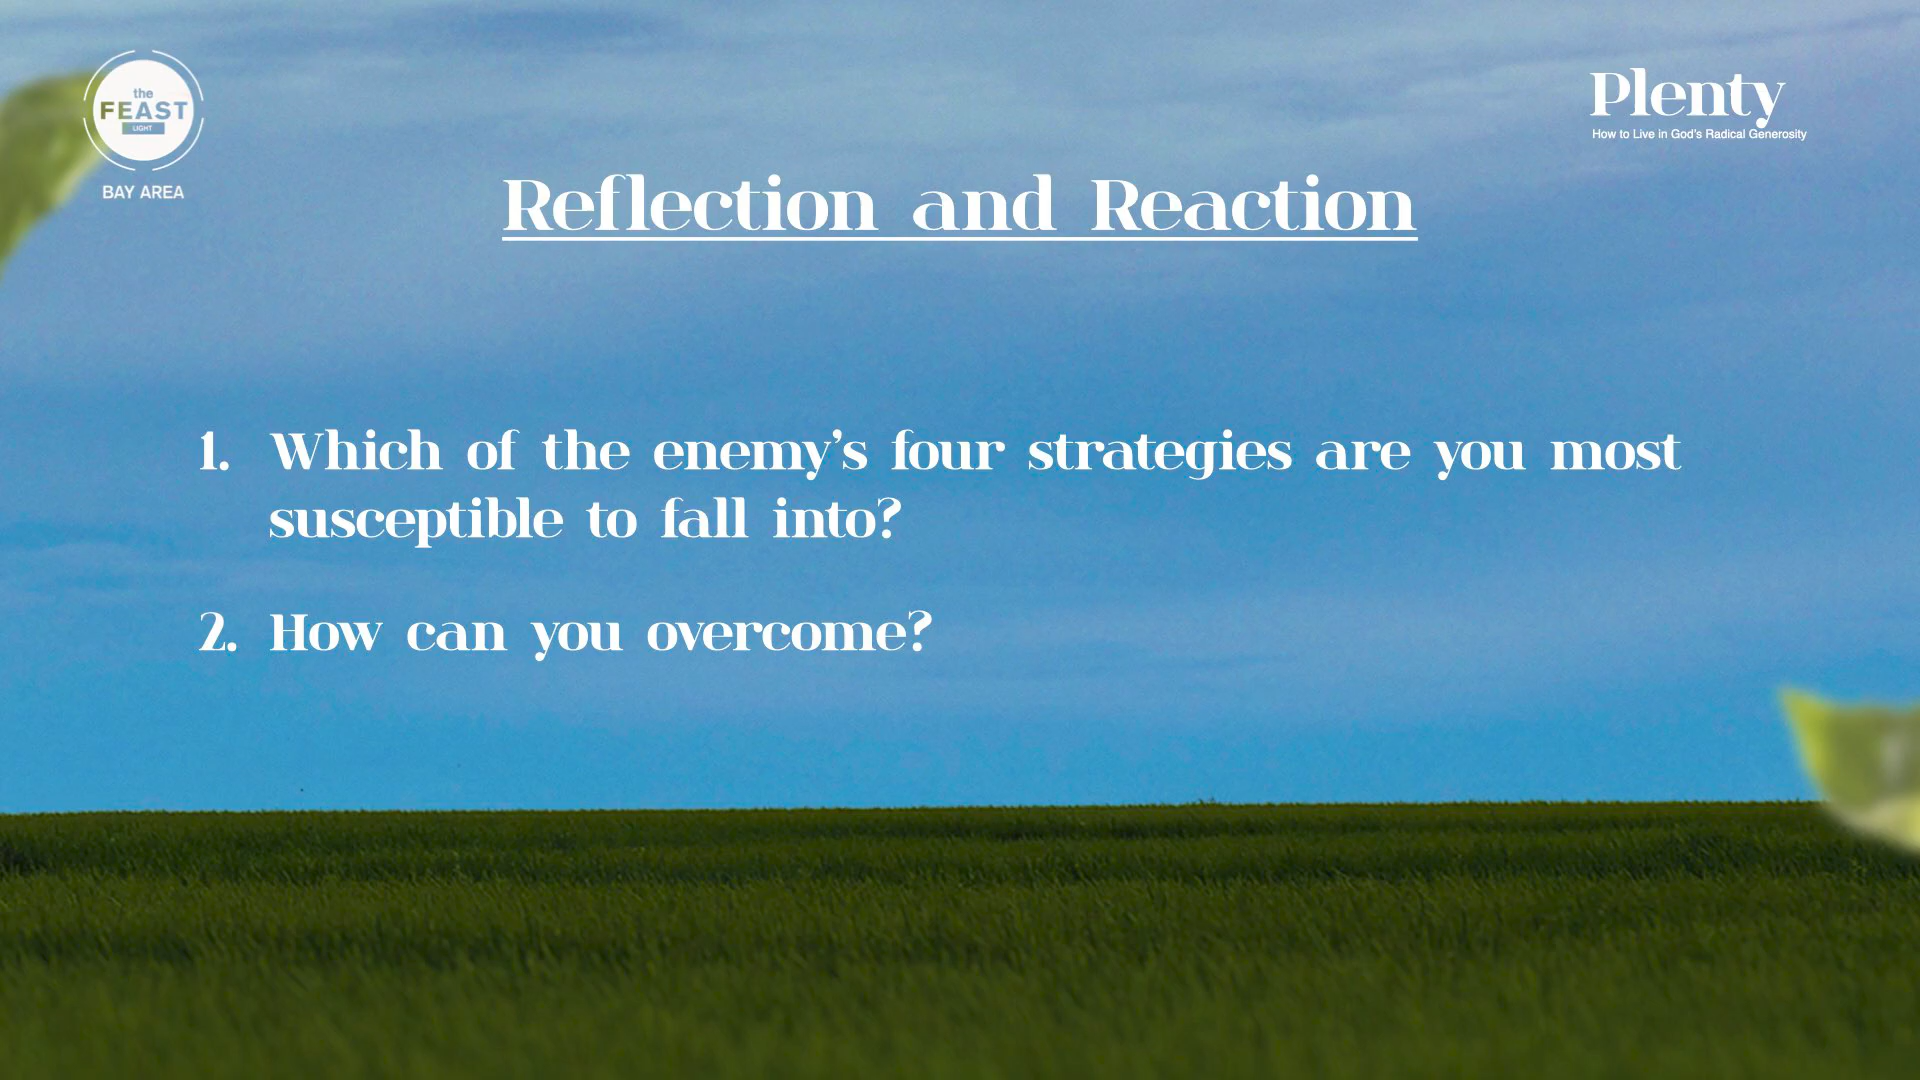 the
FEAST
LIGHT
BAY AREA
Plenty
How to Live in God's Radical Generosity
Reflection and Reaction
1. Which of the enemy’s four strategies are you most
susceptible to fall into?
2. How can you overcome?